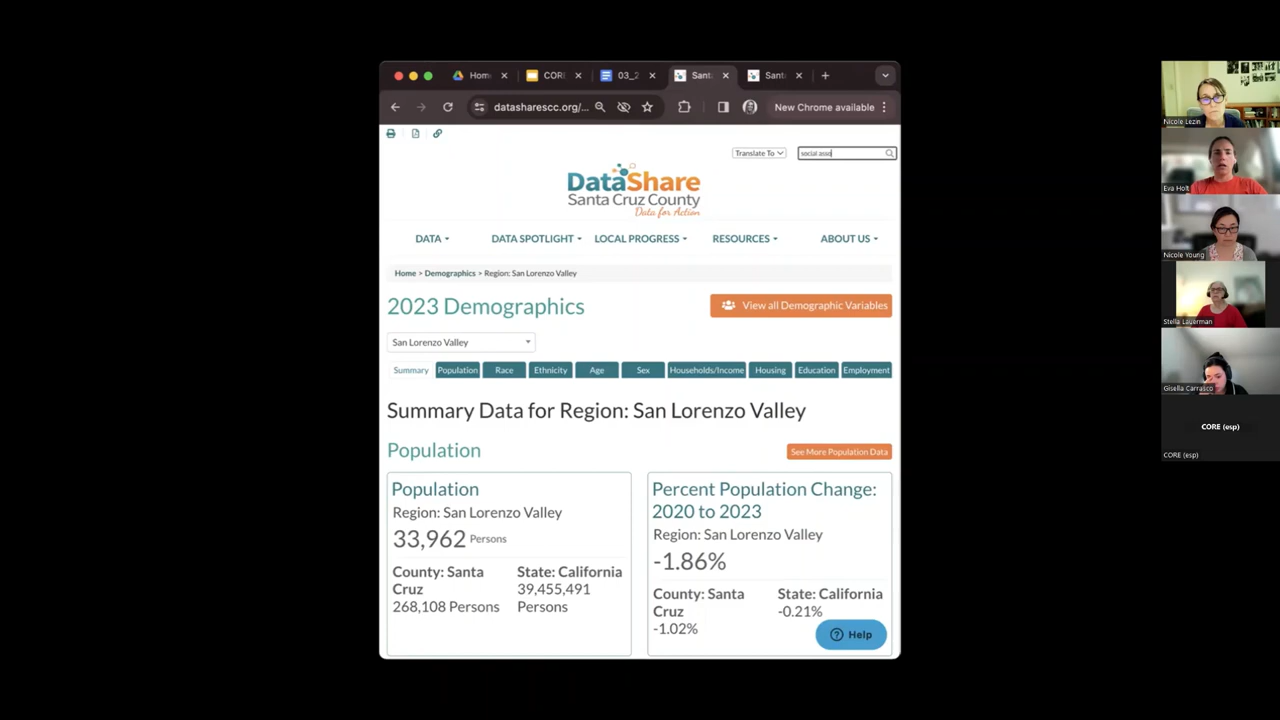 Home
CORE
03_2
Santa
Santa
datasharescc.org/...
New Chrome available
Translate To
social asso
DataShare
Santa Cruz County
Data for Action
DATA
DATA SPOTLIGHT
LOCAL PROGRESS
RESOURCES
ABOUT US
Home > Demographics > Region: San Lorenzo Valley
2023 Demographics
View all Demographic Variables
San Lorenzo Valley
Summary
Population
Race
Ethnicity
Age
Sex
Households/Income
Housing
Education
Employment
Summary Data for Region: San Lorenzo Valley
Population
See More Population Data
Population
Region: San Lorenzo Valley
33,962 Persons
County: Santa
Cruz
268,108 Persons
State: California
39,455,491
Persons
Percent Population Change:
2020 to 2023
Region: San Lorenzo Valley
-1.86%
County: Santa
Cruz
-1.02%
State: California
-0.21%
Help
Nicole Lezin
Eva Holt
Nicole Young
Stella Lauerman
Gisella Carrasco
CORE (esp)
CORE (esp)